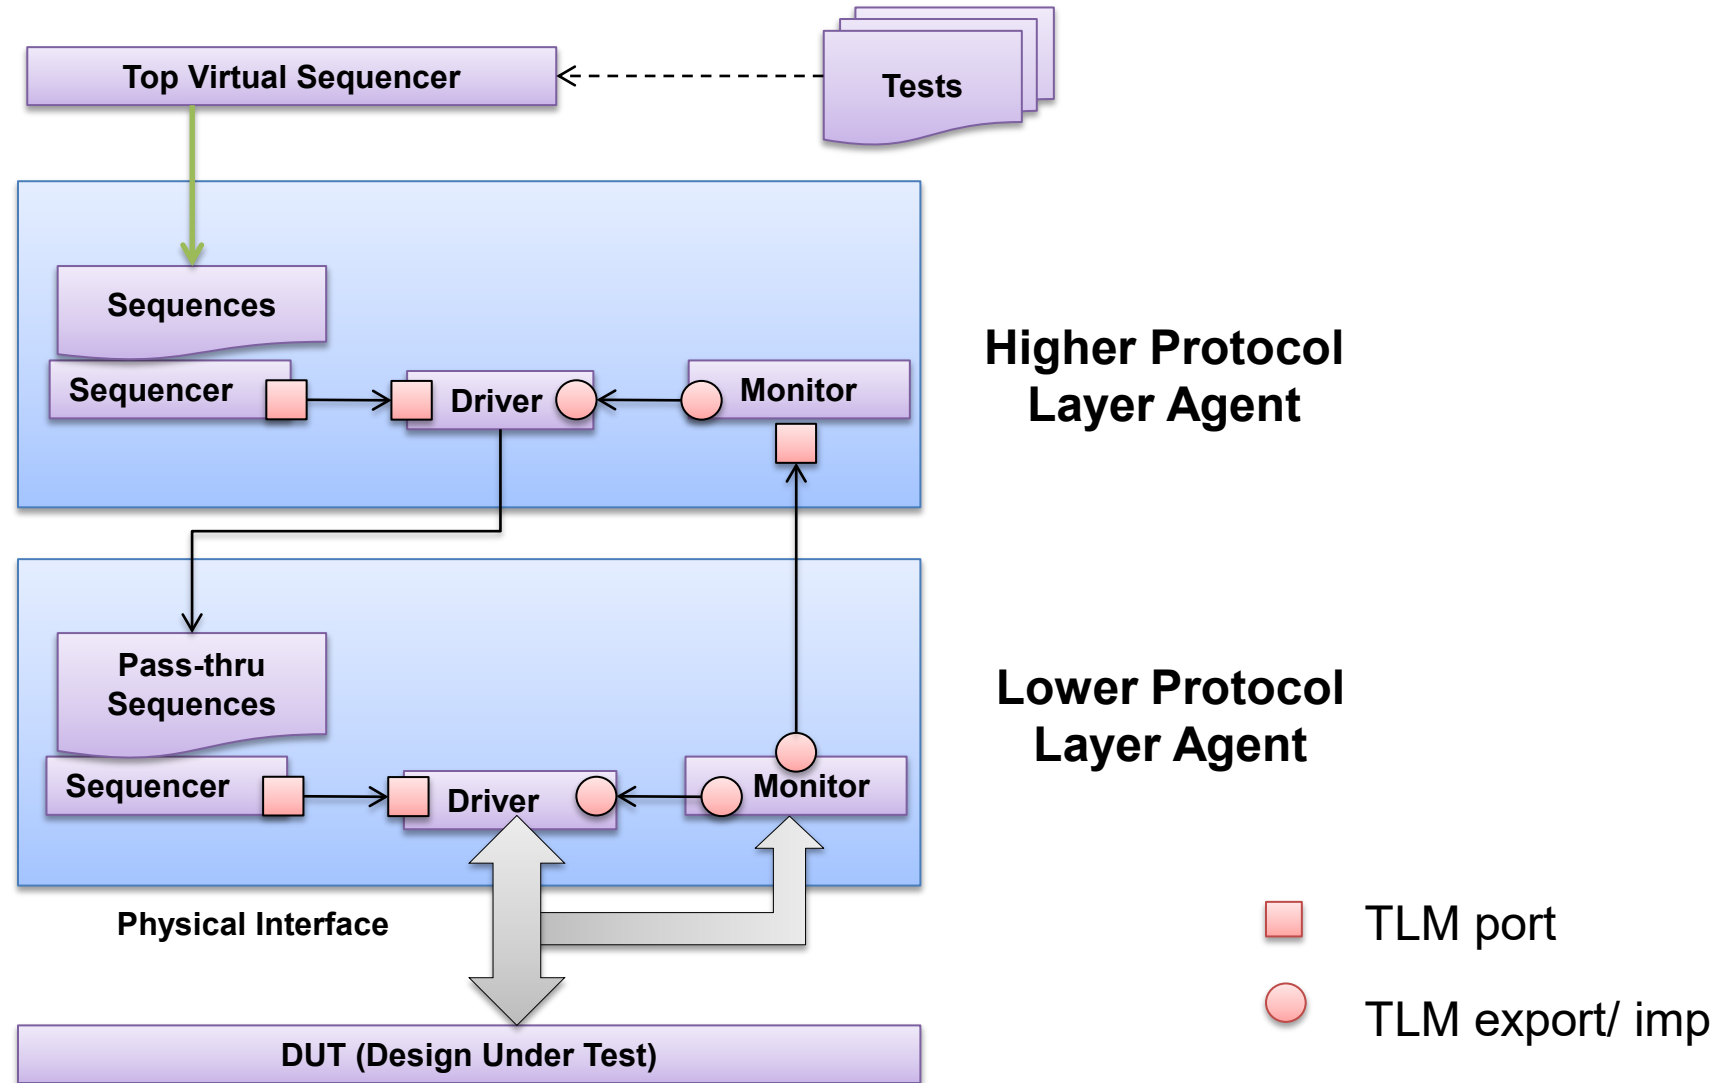 Top Virtual Sequencer
Tests
Sequences
Sequencer
Driver
Monitor
Higher Protocol
Layer Agent
Pass-thru
Sequences
Sequencer
Driver
Monitor
Lower Protocol
Layer Agent
Physical Interface
TLM port
TLM export/ imp
DUT (Design Under Test)